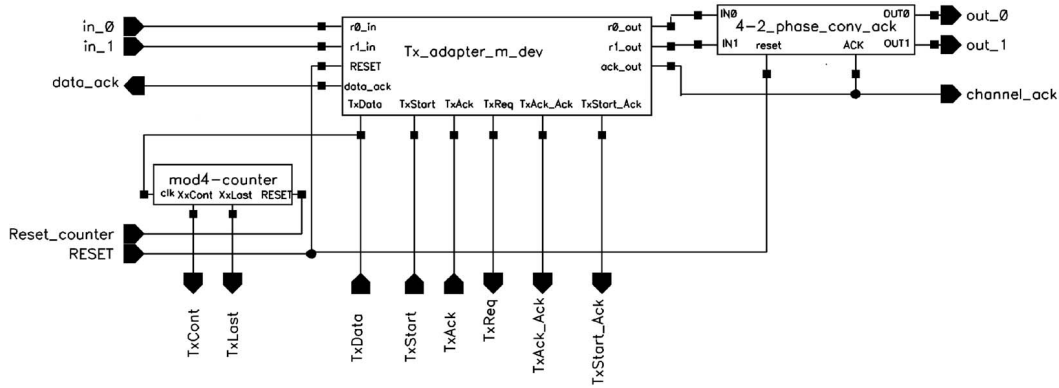 in_0
in_1
data_ack
r0_in
r1_in
RESET
data_ack
Tx_adapter_m_dev
r0_out
r1_out
ack_out
TxData TxStart TxAck TxReq TxAck_Ack TxStart_Ack
IN0
IN1
4-2_phase_conv_ack
reset ACK
OUT0
OUT1
out_0
out_1
channel_ack
mod4-counter
clk XxCont XxLast RESET
Reset_counter
RESET
TxCont
TxLast
TxData
TxStart
TxAck
TxReq
TxAck_Ack
TxStart_Ack